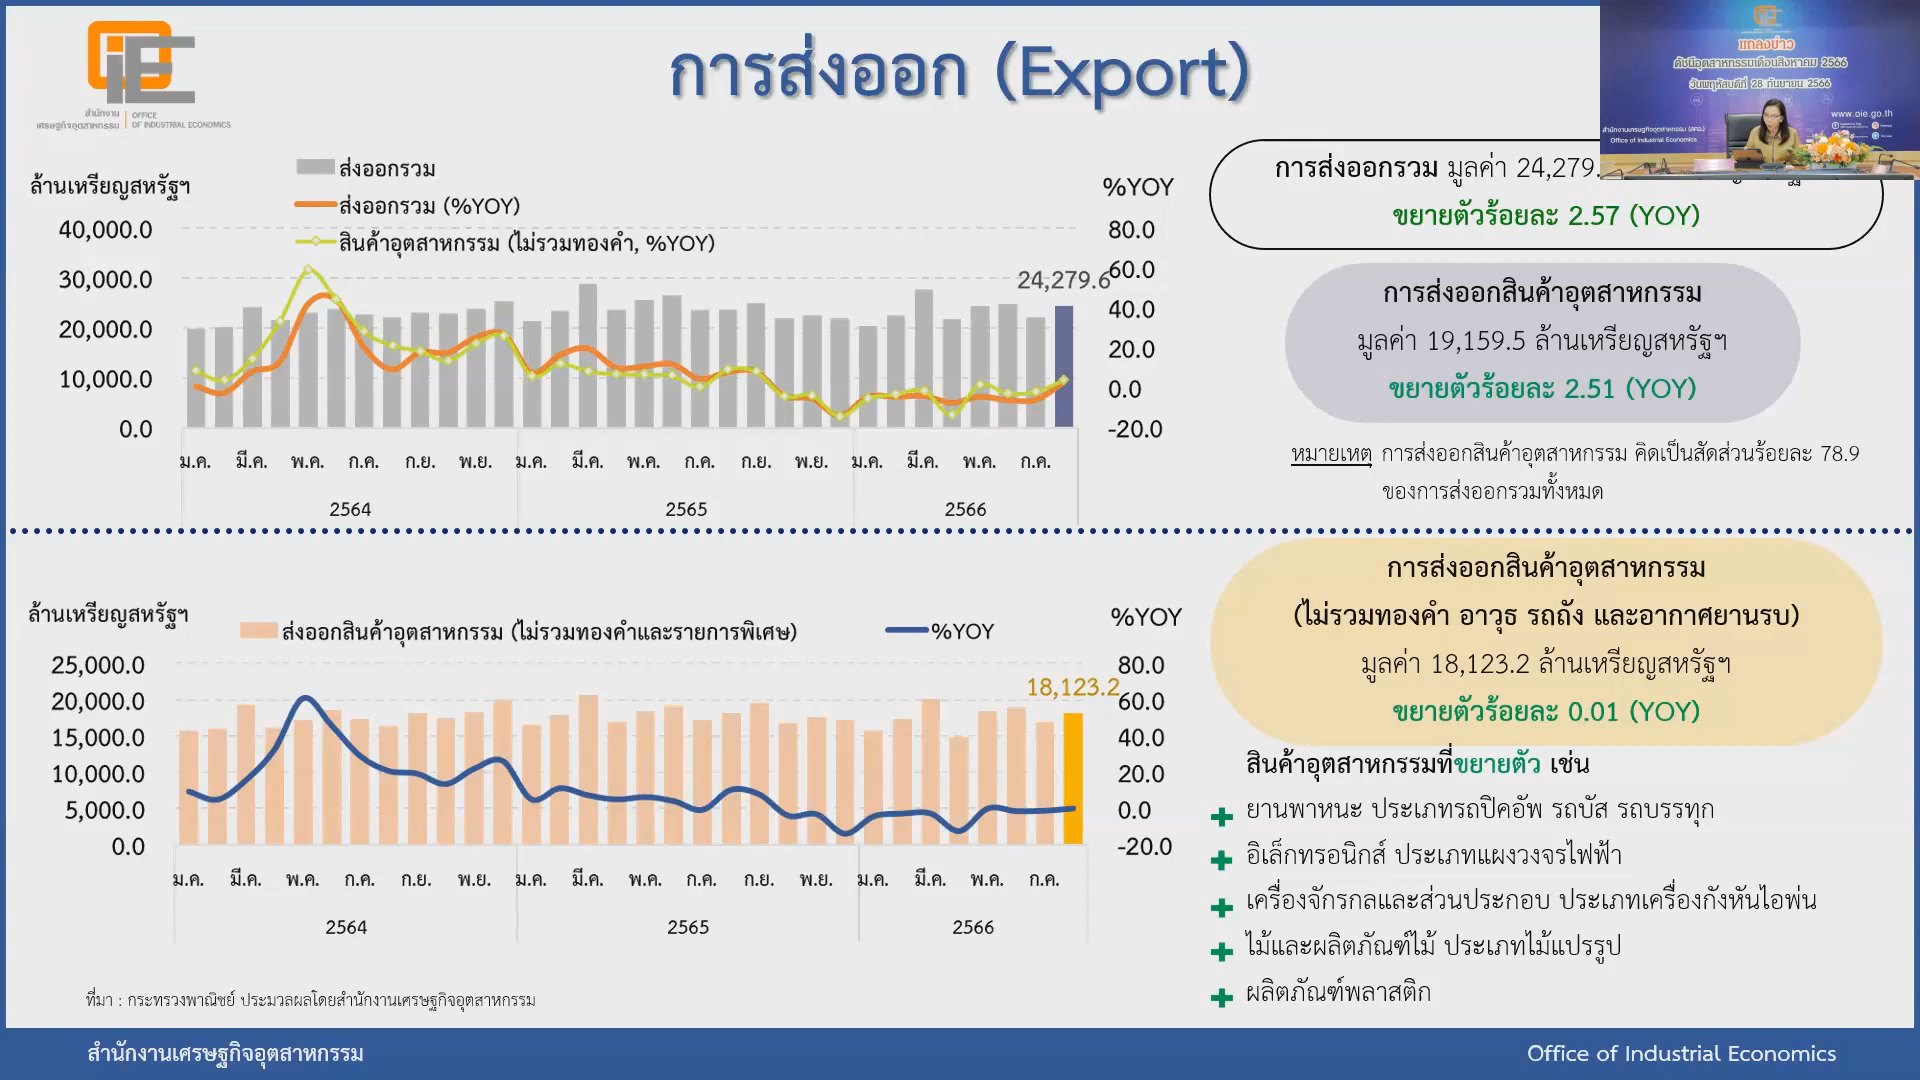 สำนักงาน
เศรษฐกิจอุตสาหกรรม
OFFICE
OF INDUSTRIAL ECONOMICS
การส่งออก (Export)
แถลงข่าว
ดัชนีอุตสาหกรรมเดือนสิงหาคม 2566
วันพฤหัสบดีที่ 28 กันยายน 2566
www.oie.go.th
สำนักงานเศรษฐกิจอุตสาหกรรม (สศอ.)
Office of Industrial Economics
ล้านเหรียญสหรัฐฯ
ส่งออกรวม
ส่งออกรวม (%YOY)
สินค้าอุตสาหกรรม (ไม่รวมทองคำ, %YOY)
%YOY
40,000.0
30,000.0
20,000.0
10,000.0
0.0
24,279.6
80.0
60.0
40.0
20.0
0.0
-20.0
ม.ค. มี.ค. พ.ค. ก.ค. ก.ย. พ.ย. ม.ค. มี.ค. พ.ค. ก.ค. ก.ย. พ.ย. ม.ค. มี.ค. พ.ค. ก.ค.
2564 2565 2566
การส่งออกรวม มูลค่า 24,279.
ขยายตัวร้อยละ 2.57 (YOY)
การส่งออกสินค้าอุตสาหกรรม
มูลค่า 19,159.5 ล้านเหรียญสหรัฐฯ
ขยายตัวร้อยละ 2.51 (YOY)
หมายเหตุ การส่งออกสินค้าอุตสาหกรรม คิดเป็นสัดส่วนร้อยละ 78.9
ของการส่งออกรวมทั้งหมด
ล้านเหรียญสหรัฐฯ
ส่งออกสินค้าอุตสาหกรรม (ไม่รวมทองคำและรายการพิเศษ)
%YOY
%YOY
25,000.0
20,000.0
15,000.0
10,000.0
5,000.0
0.0
18,123.2
80.0
60.0
40.0
20.0
0.0
-20.0
ม.ค. มี.ค. พ.ค. ก.ค. ก.ย. พ.ย. ม.ค. มี.ค. พ.ค. ก.ค. ก.ย. พ.ย. ม.ค. มี.ค. พ.ค. ก.ค.
2564 2565 2566
การส่งออกสินค้าอุตสาหกรรม
(ไม่รวมทองคำ อาวุธ รถถัง และอากาศยานรบ)
มูลค่า 18,123.2 ล้านเหรียญสหรัฐฯ
ขยายตัวร้อยละ 0.01 (YOY)
สินค้าอุตสาหกรรมที่ขยายตัว เช่น
ยานพาหนะ ประเภทรถปิคอัพ รถบัส รถบรรทุก
อิเล็กทรอนิกส์ ประเภทแผงวงจรไฟฟ้า
เครื่องจักรกลและส่วนประกอบ ประเภทเครื่องกังหันไอพ่น
ไม้และผลิตภัณฑ์ไม้ ประเภทไม้แปรรูป
ผลิตภัณฑ์พลาสติก
ที่มา : กระทรวงพาณิชย์ ประมวลผลโดยสำนักงานเศรษฐกิจอุตสาหกรรม
สำนักงานเศรษฐกิจอุตสาหกรรม
Office of Industrial Economics